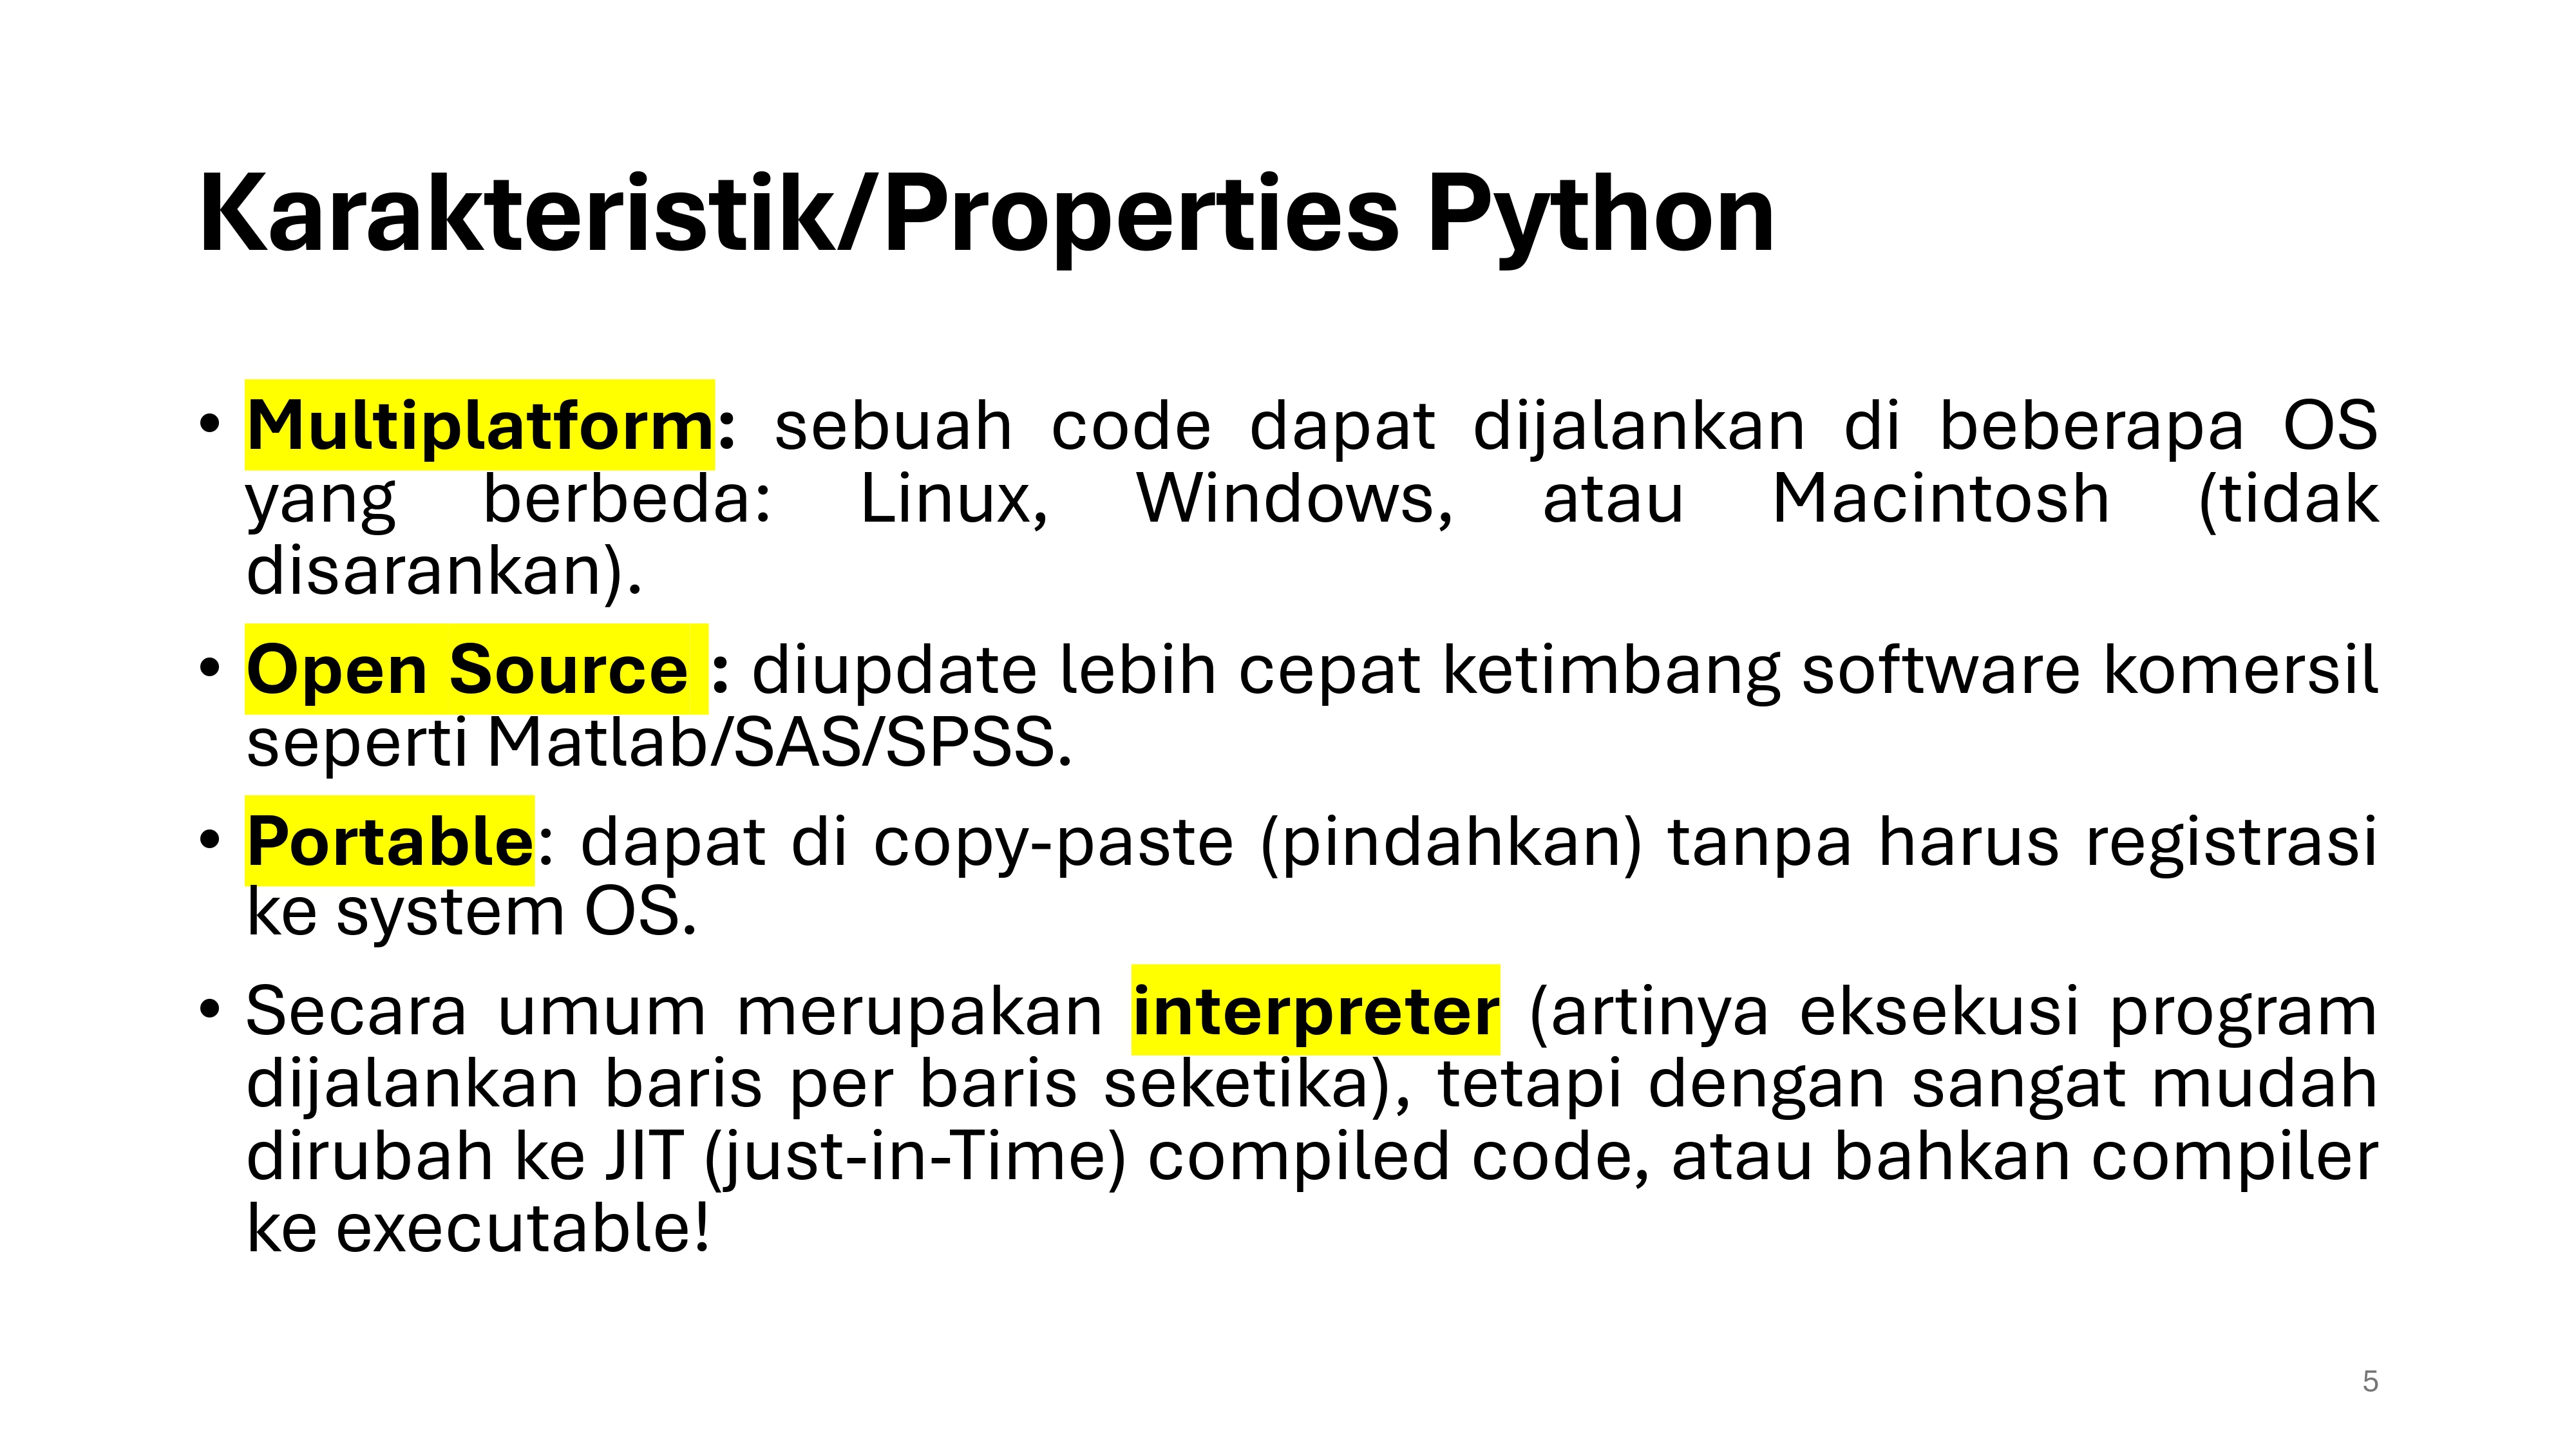 Karakteristik/Properties Python
• Multiplatform: sebuah code dapat dijalankan di beberapa OS
yang berbeda: Linux, Windows, atau Macintosh (tidak
disarankan).
• Open Source : diupdate lebih cepat ketimbang software komersil
seperti Matlab/SAS/SPSS.
• Portable: dapat di copy-paste (pindahkan) tanpa harus registrasi
ke system OS.
• Secara umum merupakan interpreter (artinya eksekusi program
dijalankan baris per baris seketika), tetapi dengan sangat mudah
dirubah ke JIT (just-in-Time) compiled code, atau bahkan compiler
ke executable!
5